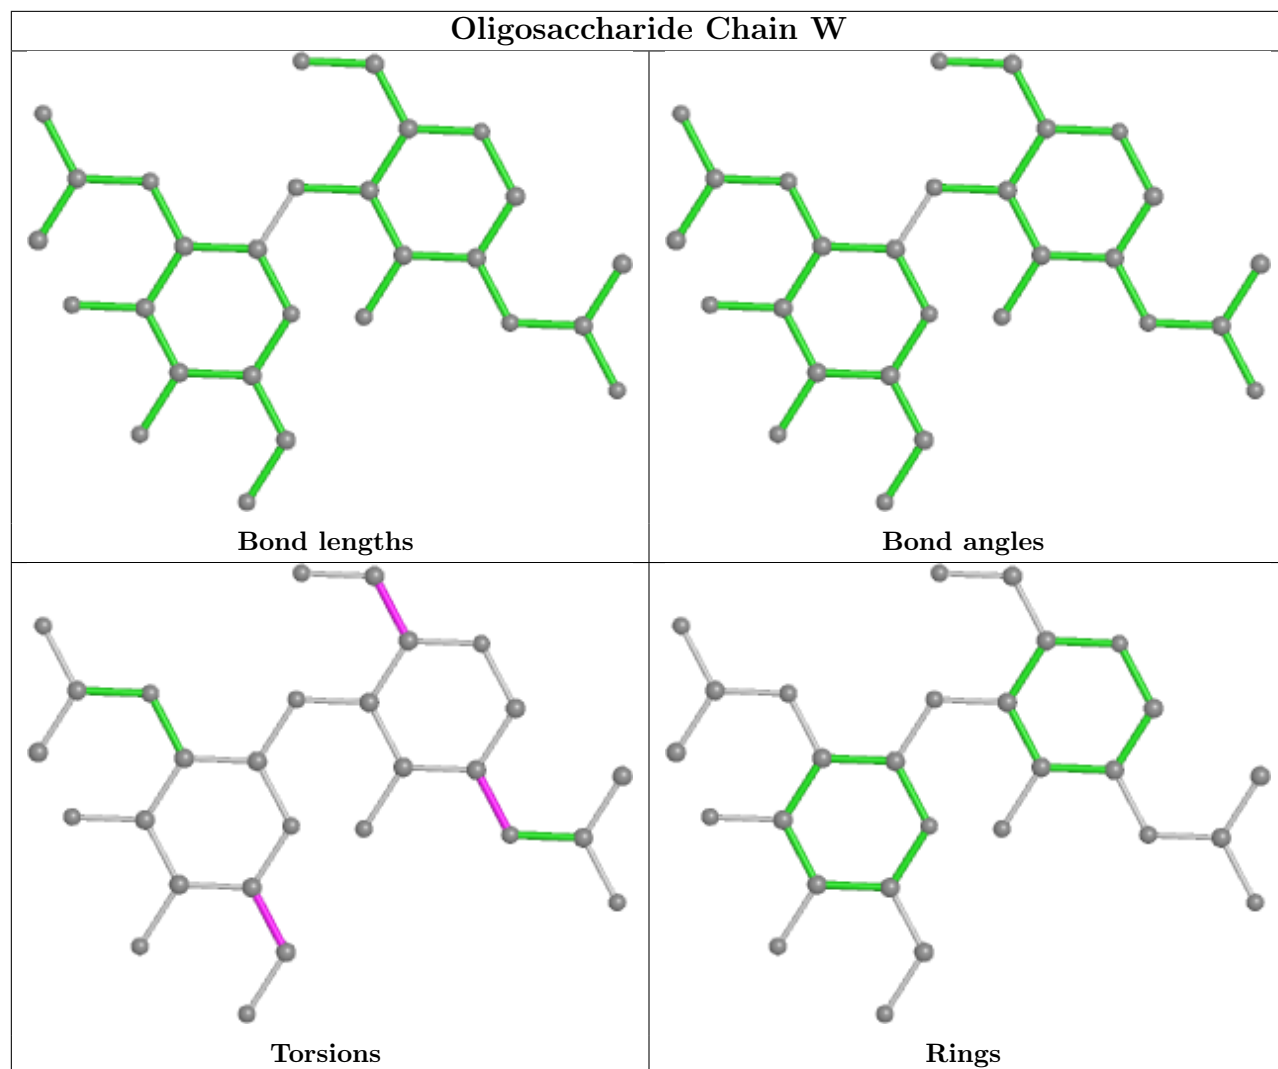 Oligosaccharide Chain W
Bond lengths
Bond angles
Torsions
Rings